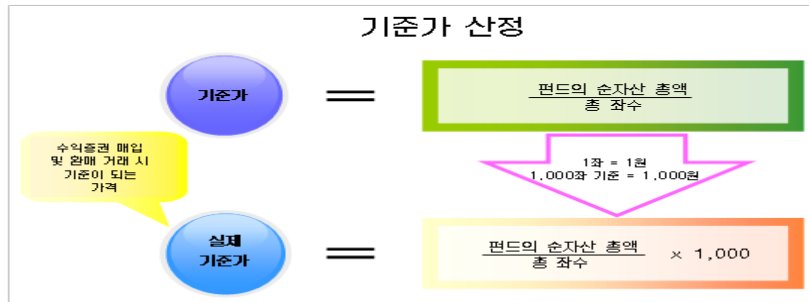 기준가 산정
기준가
=
펀드의 순자산 총액
총 좌수
수익증권 매입
및 환매 거래 시
기준이 되는
가격
1좌 = 1원
1,000좌 기준 = 1,000원
실제
기준가
=
펀드의 순자산 총액
총 좌수
× 1,000